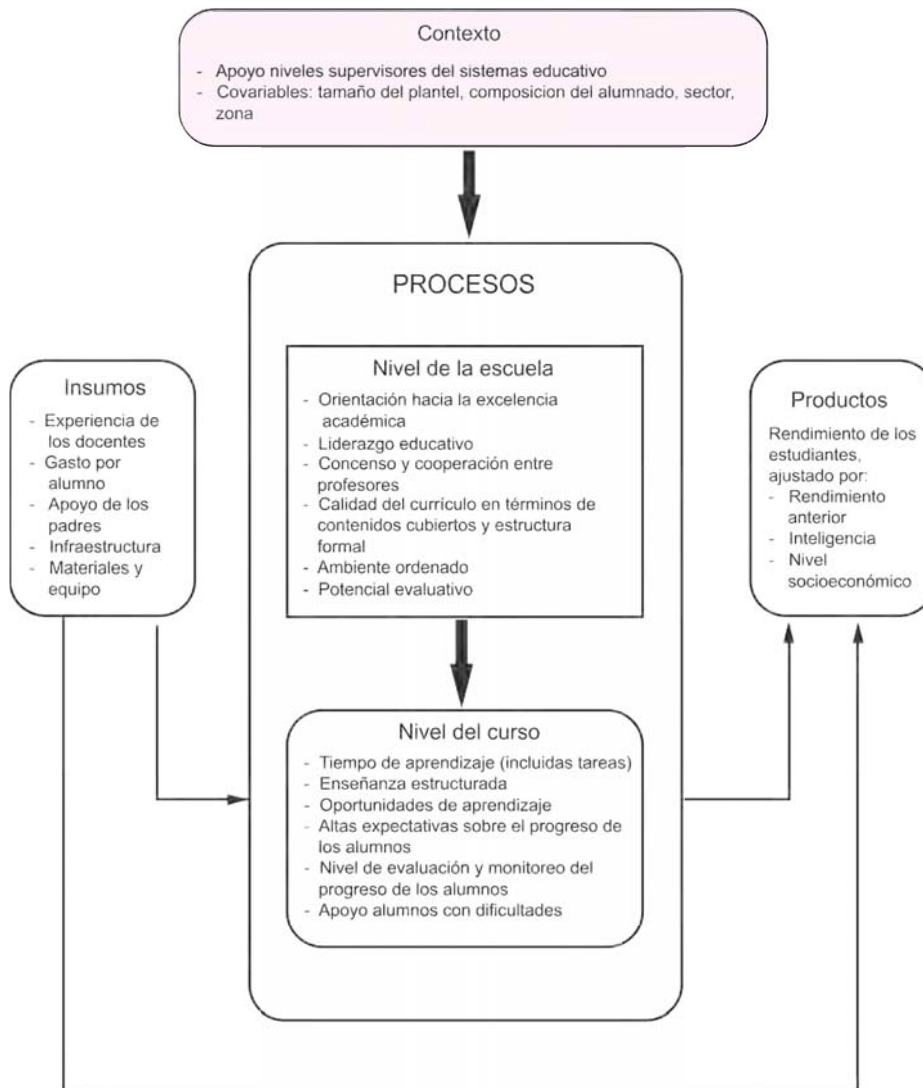 Contexto
- Apoyo niveles supervisores del sistemas educativo
- Covariables: tamaño del plantel, composicion del alumnado, sector,
zona
PROCESOS
Insumos
- Experiencia de
los docentes
- Gasto por
alumno
- Apoyo de los
padres
- Infraestructura
- Materiales y
equipo
Nivel de la escuela
- Orientación hacia la excelencia
académica
- Liderazgo educativo
- Concenso y cooperación entre
profesores
- Calidad del currículo en términos de
contenidos cubiertos y estructura
formal
- Ambiente ordenado
- Potencial evaluativo
Nivel del curso
- Tiempo de aprendizaje (incluidas tareas)
- Enseñanza estructurada
- Oportunidades de aprendizaje
- Altas expectativas sobre el progreso de
los alumnos
- Nivel de evaluación y monitoreo del
progreso de los alumnos
- Apoyo alumnos con dificultades
Productos
Rendimiento de los
estudiantes,
ajustado por:
- Rendimiento
anterior
- Inteligencia
- Nivel
socioeconómico